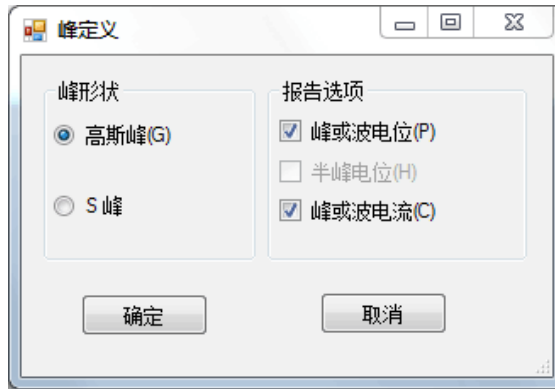 峰定义
峰形状
高斯峰(G)
S 峰
报告选项
峰或波电位(P)
半峰电位(H)
峰或波电流(C)
确定
取消